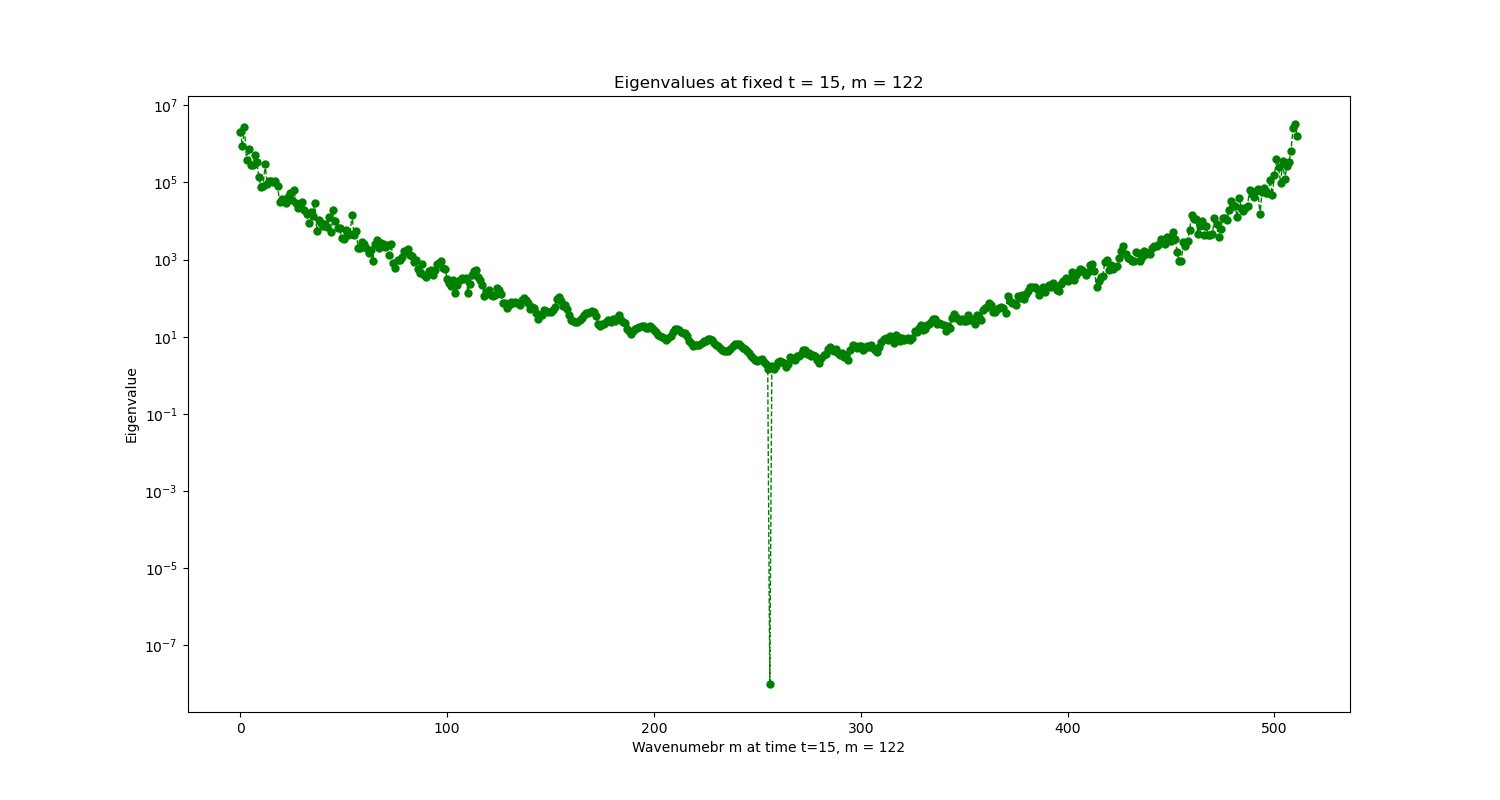 Eigenvalues at fixed t = 15, m = 122
10^7
10^5
10^3
10^1
10^−1
10^−3
10^−5
10^−7
Eigenvalue
0 100 200 300 400 500
Wavenumebr m at time t=15, m = 122